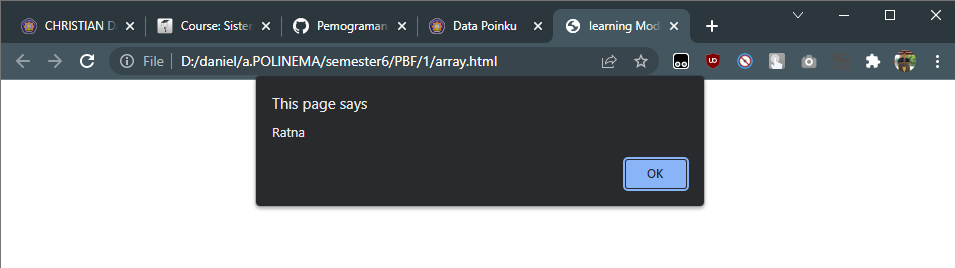 CHRISTIAN DA
Course: Sister
Pemograman
Data Poinku
learning Mod
File
D:/daniel/a.POLINEMA/semester6/PBF/1/array.html
This page says
Ratna
OK